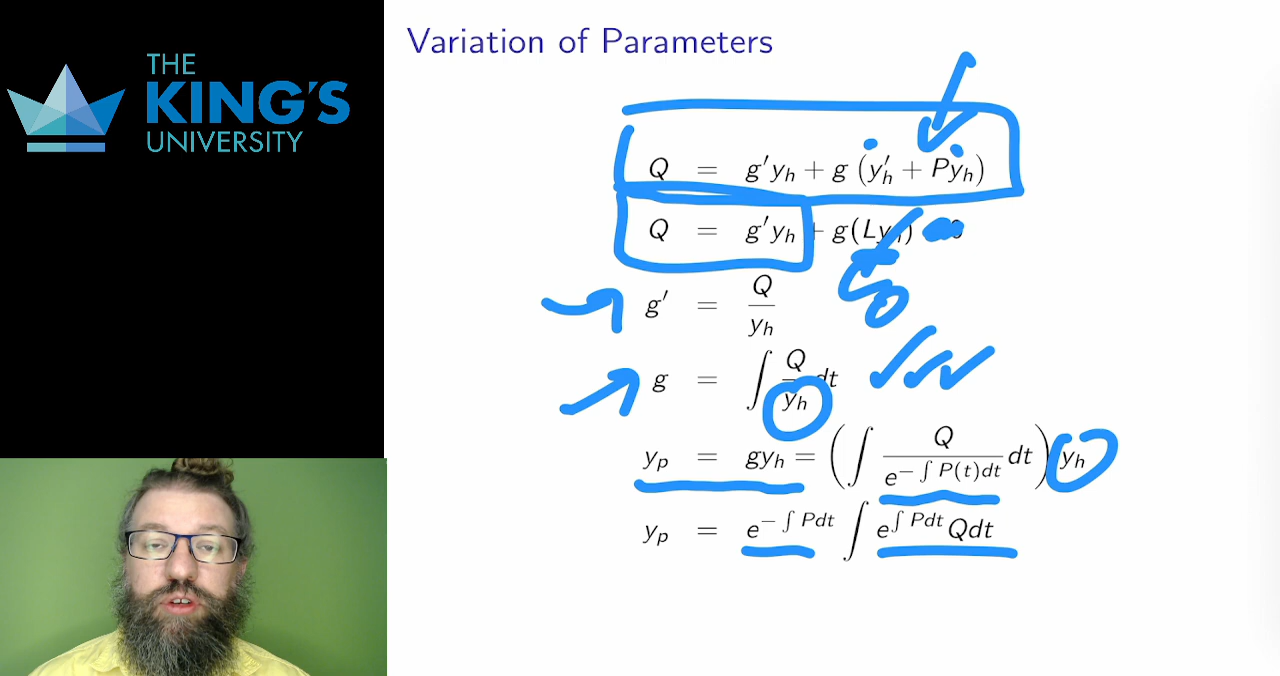 THE
KING'S
UNIVERSITY
Variation of Parameters
Q = g′y_h + g (y′_h + Py_h)
Q = g′y_h + g(Ly_h)
g′ = Q/y_h
g = ∫ Q/y_h dt
y_p = gy_h = (∫ Q/e^{−∫P(t)dt} dt) y_h
y_p = e^{−∫Pdt} ∫ e^{∫Pdt} Qdt